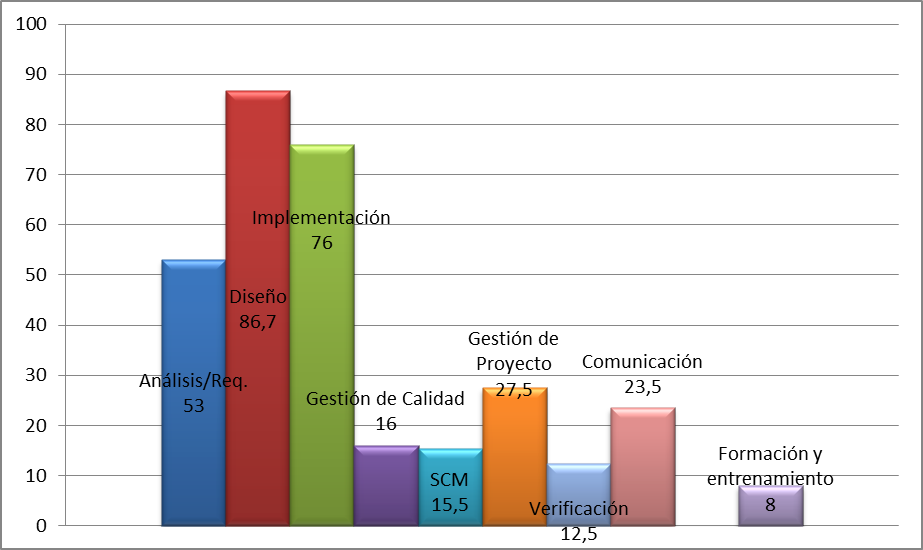 100
90
80
70
60
50
40
30
20
10
0
Análisis/Req.
53
Diseño
86,7
Implementación
76
Gestión de Calidad
16
SCM
15,5
Gestión de
Proyecto
27,5
Verificación
12,5
Comunicación
23,5
Formación y
entrenamiento
8